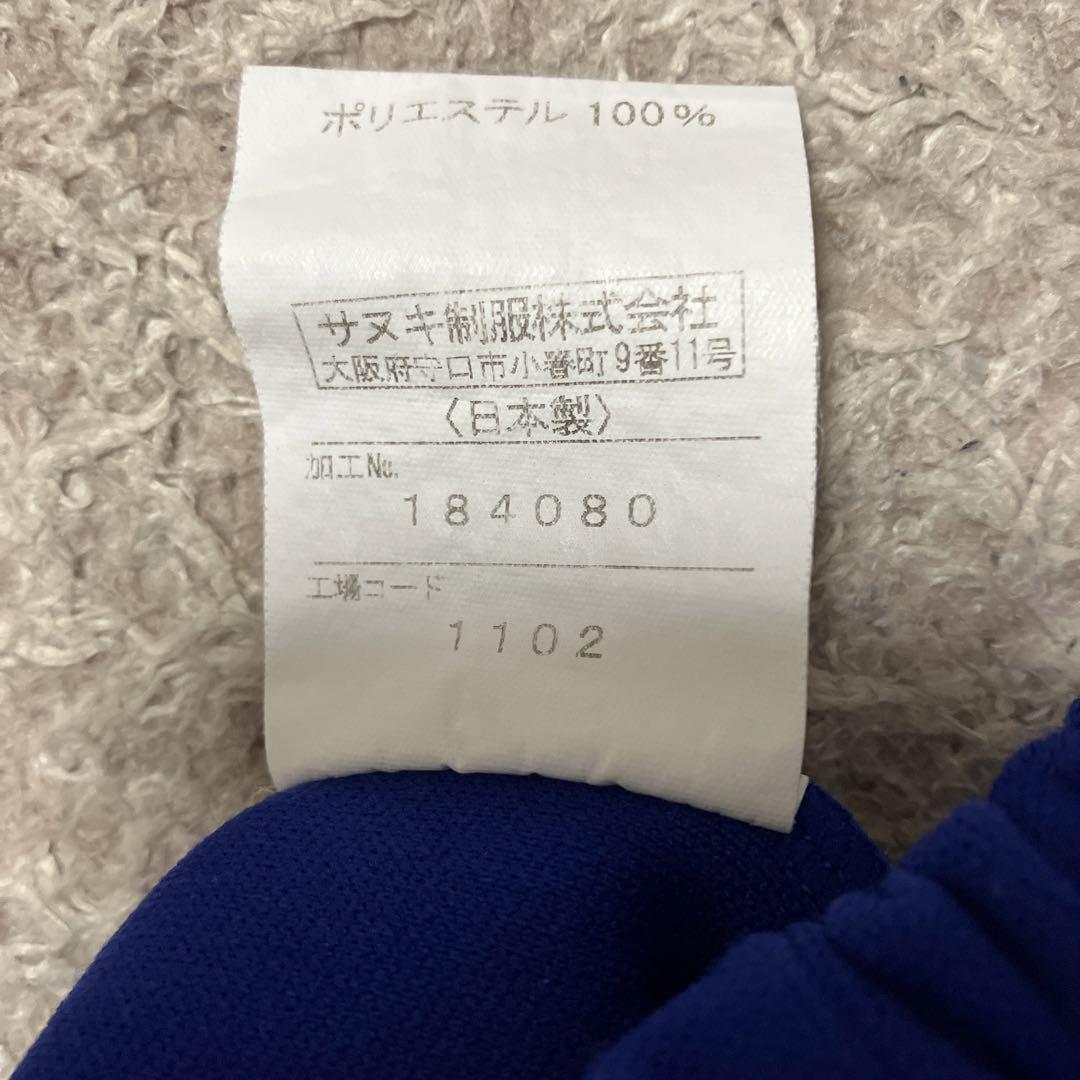 ポリエステル 100%
サヌキ制服株式会社
大阪府守口市小春町9番11号
〈日本製〉
加工No.
184080
工場コード
1102